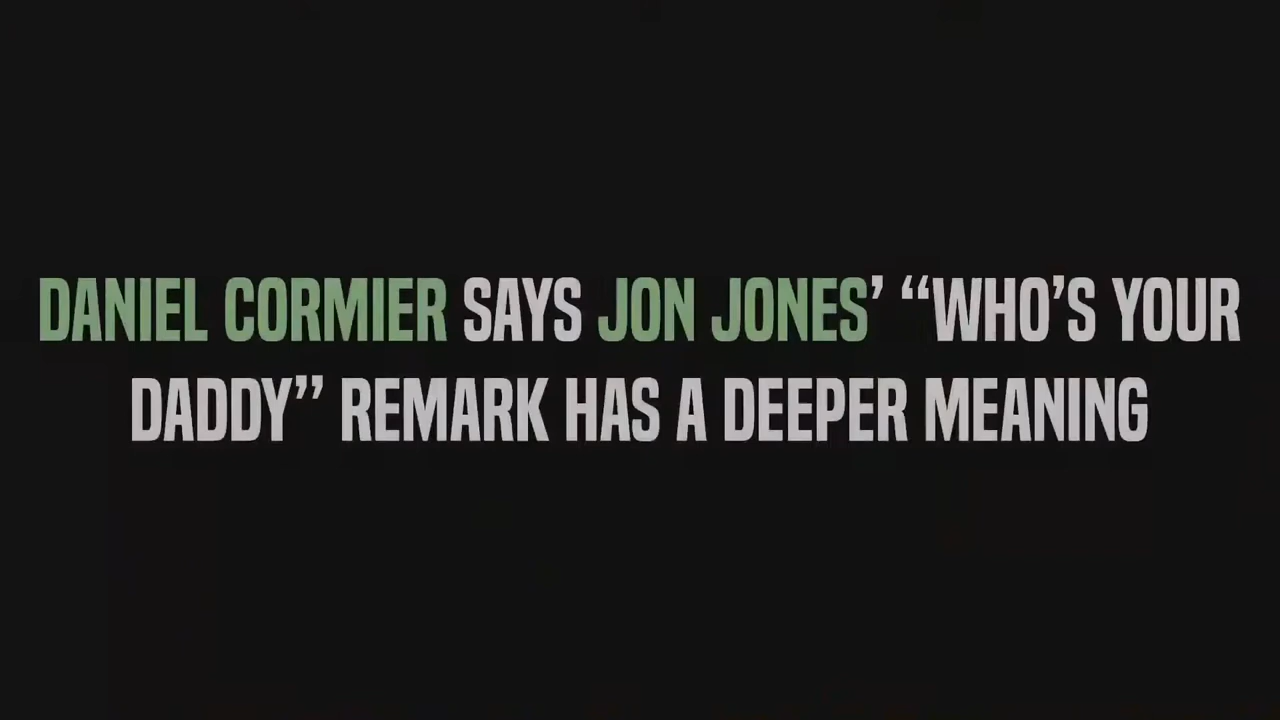 DANIEL CORMIER SAYS JON JONES’ “WHO’S YOUR
DADDY” REMARK HAS A DEEPER MEANING